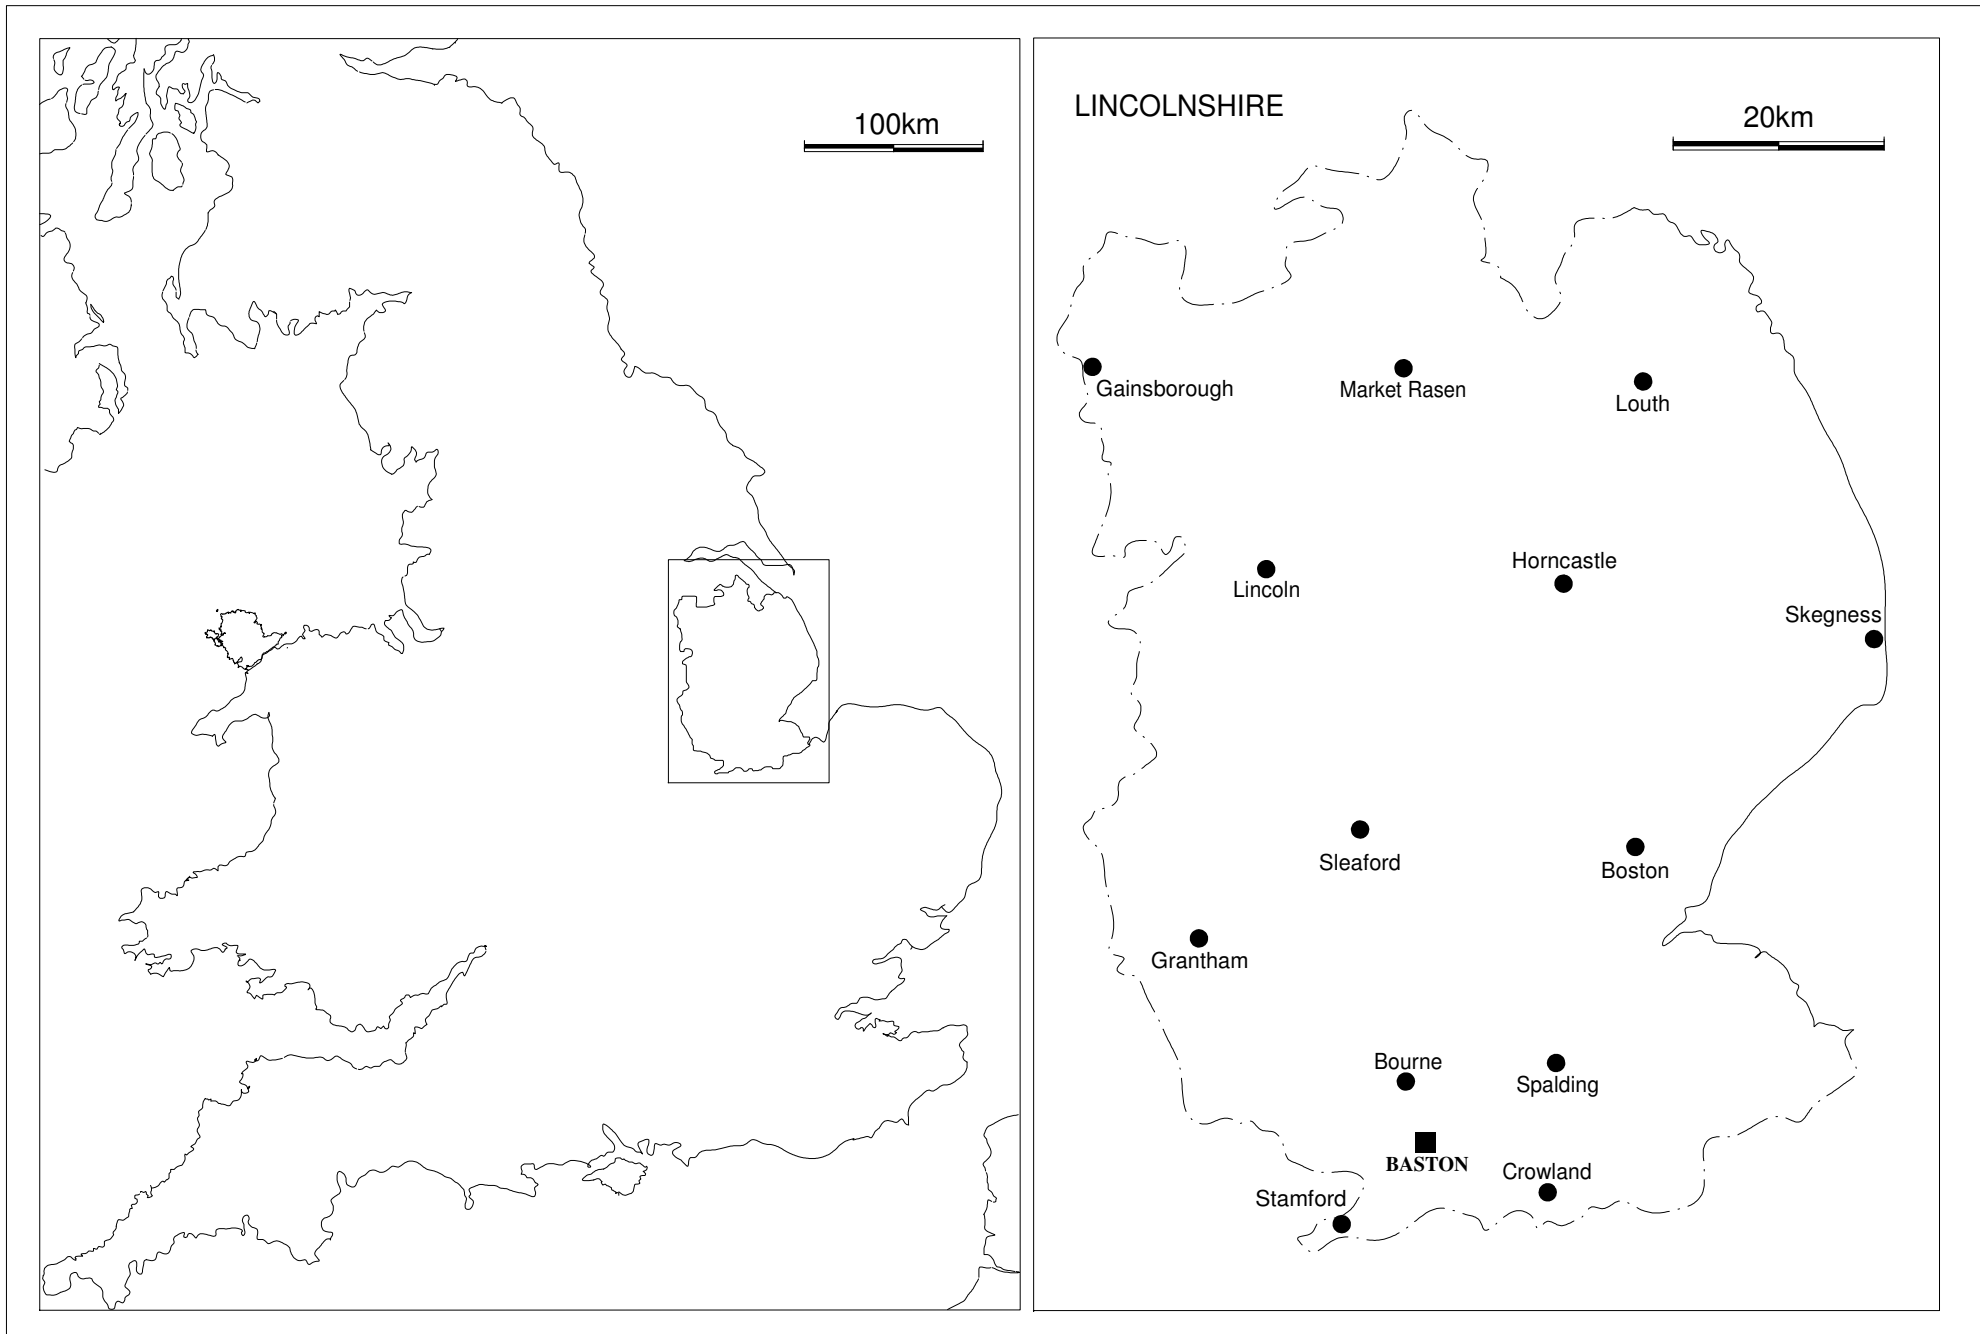 100km
LINCOLNSHIRE
20km
Gainsborough
Market Rasen
Louth
Horncastle
Lincoln
Skegness
Sleaford
Boston
Grantham
Bourne
Spalding
BASTON
Crowland
Stamford